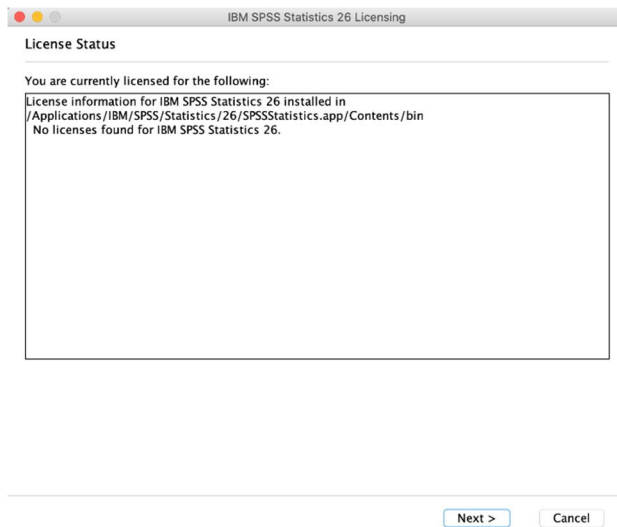 IBM SPSS Statistics 26 Licensing
License Status
You are currently licensed for the following:
License information for IBM SPSS Statistics 26 installed in
/Applications/IBM/SPSS/Statistics/26/SPSSStatistics.app/Contents/bin
No licenses found for IBM SPSS Statistics 26.
Next >
Cancel